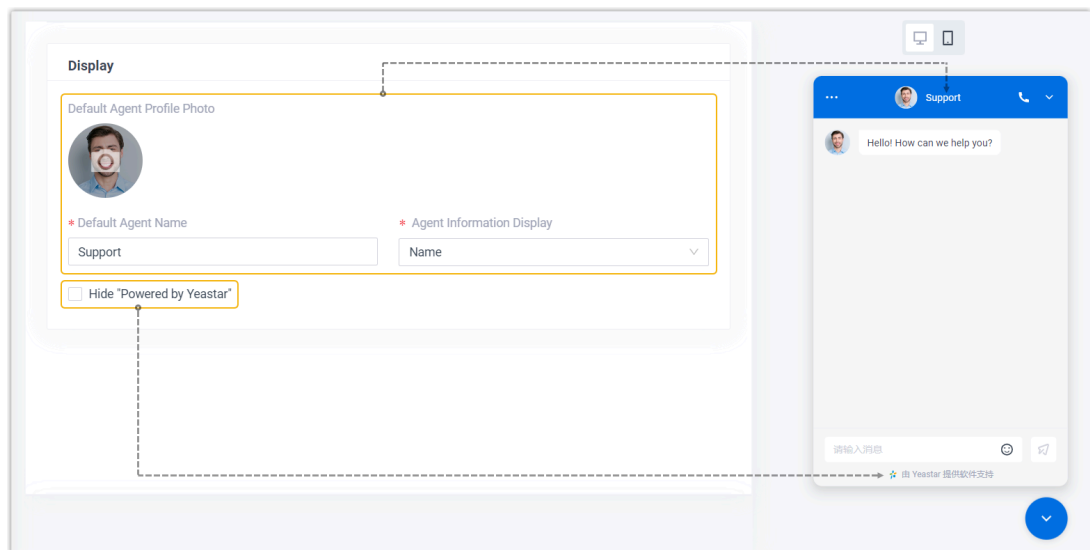 Display
Default Agent Profile Photo
* Default Agent Name
* Agent Information Display
Support
Name
Hide "Powered by Yeastar"
Support
Hello! How can we help you?
请输入消息
由 Yeastar 提供软件支持